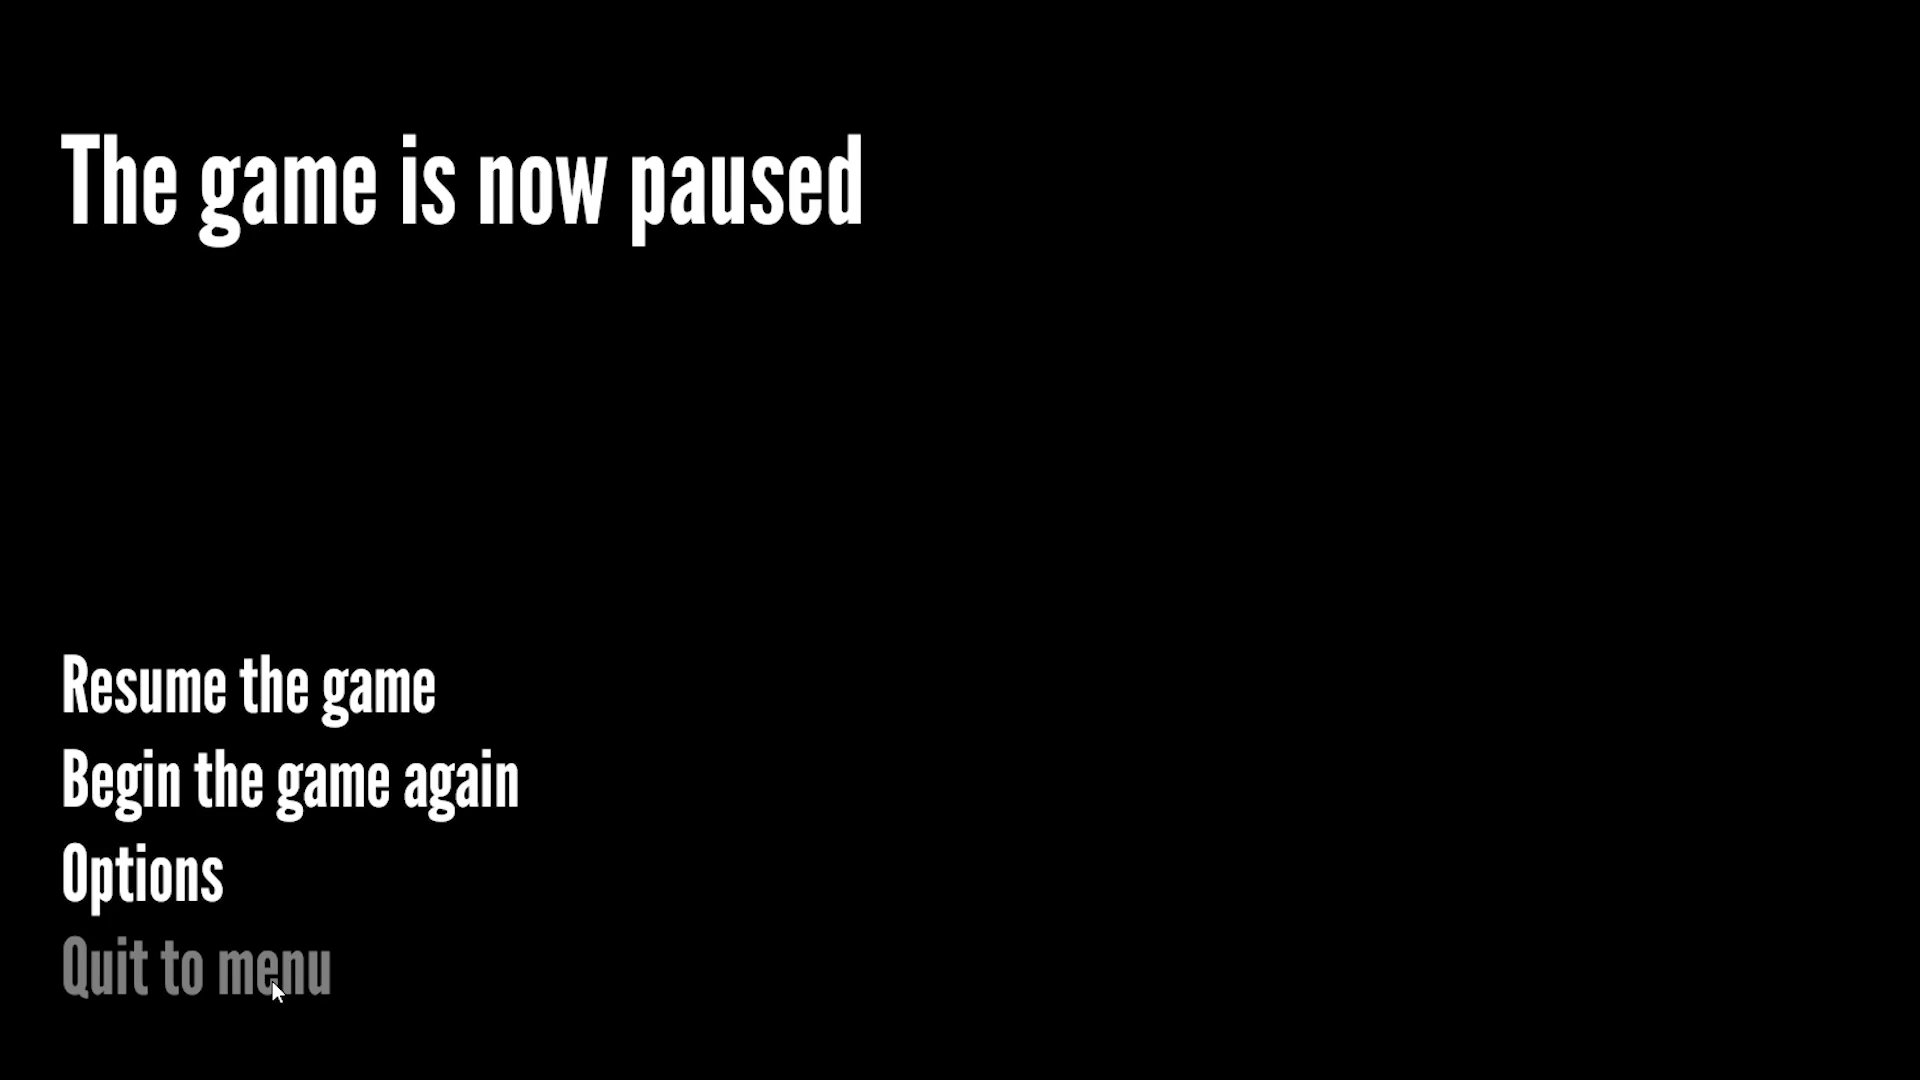 The game is now paused
Resume the game
Begin the game again
Options
Quit to menu